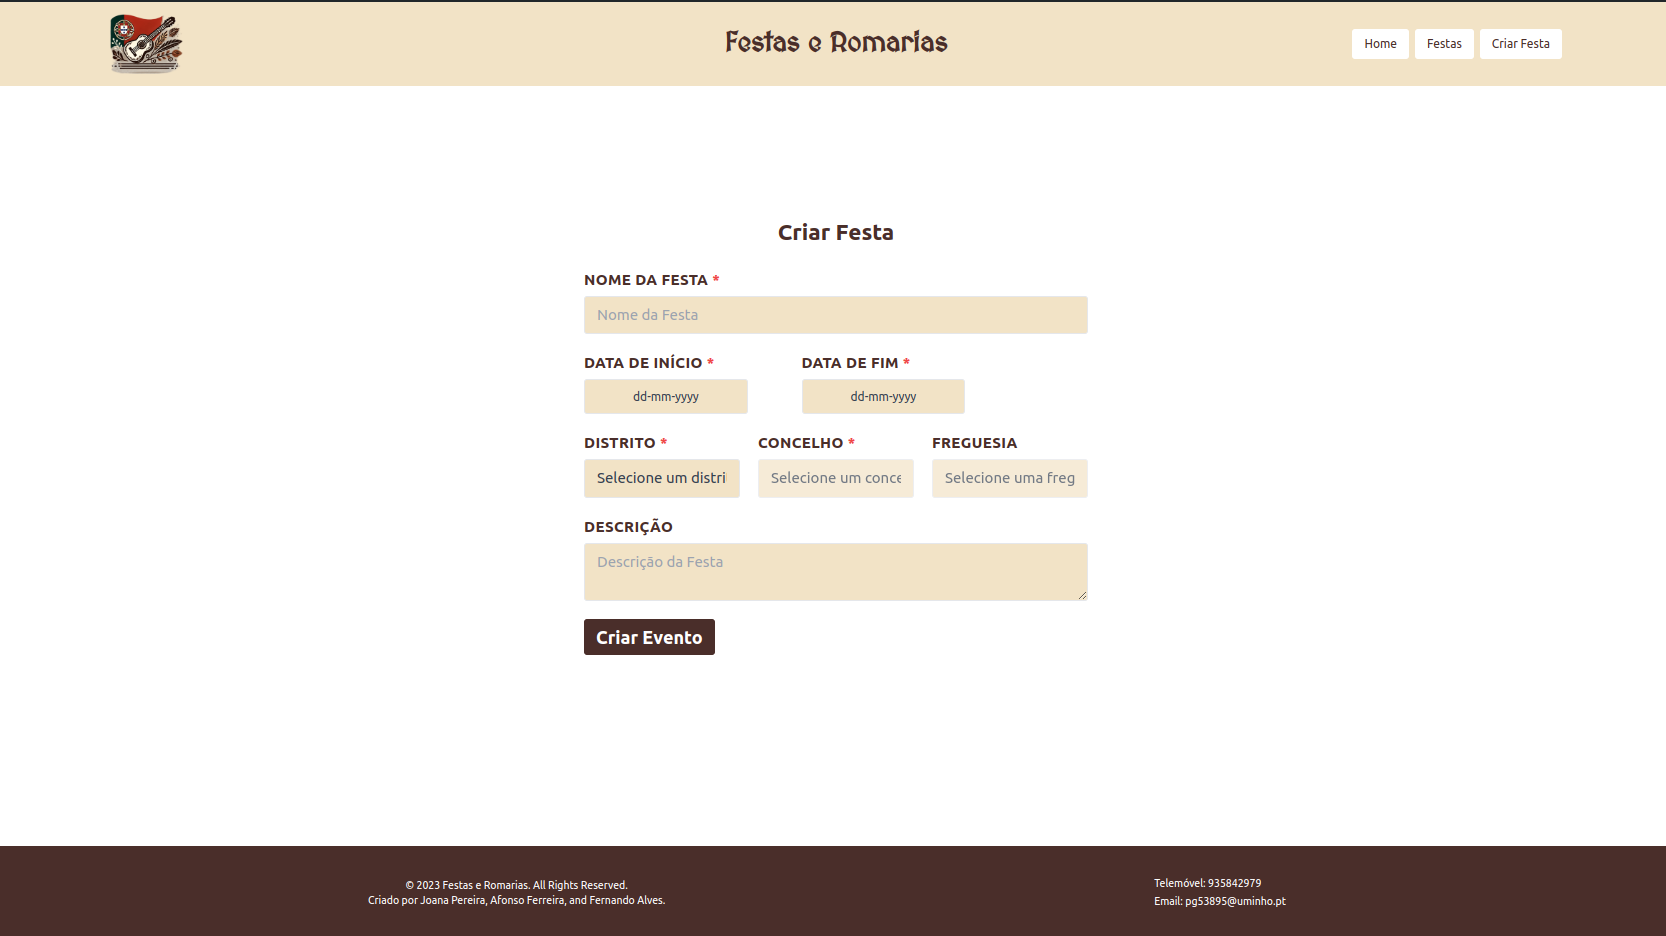 Festas e Romarias
Home
Festas
Criar Festa
Criar Festa
NOME DA FESTA *
Nome da Festa
DATA DE INÍCIO *
DATA DE FIM *
dd-mm-yyyy
dd-mm-yyyy
DISTRITO *
CONCELHO *
FREGUESIA
Selecione um distri
Selecione um conce
Selecione uma freg
DESCRIÇÃO
Descrição da Festa
Criar Evento
© 2023 Festas e Romarias. All Rights Reserved.
Criado por Joana Pereira, Afonso Ferreira, and Fernando Alves.
Telemóvel: 935842979
Email: pg53895@uminho.pt